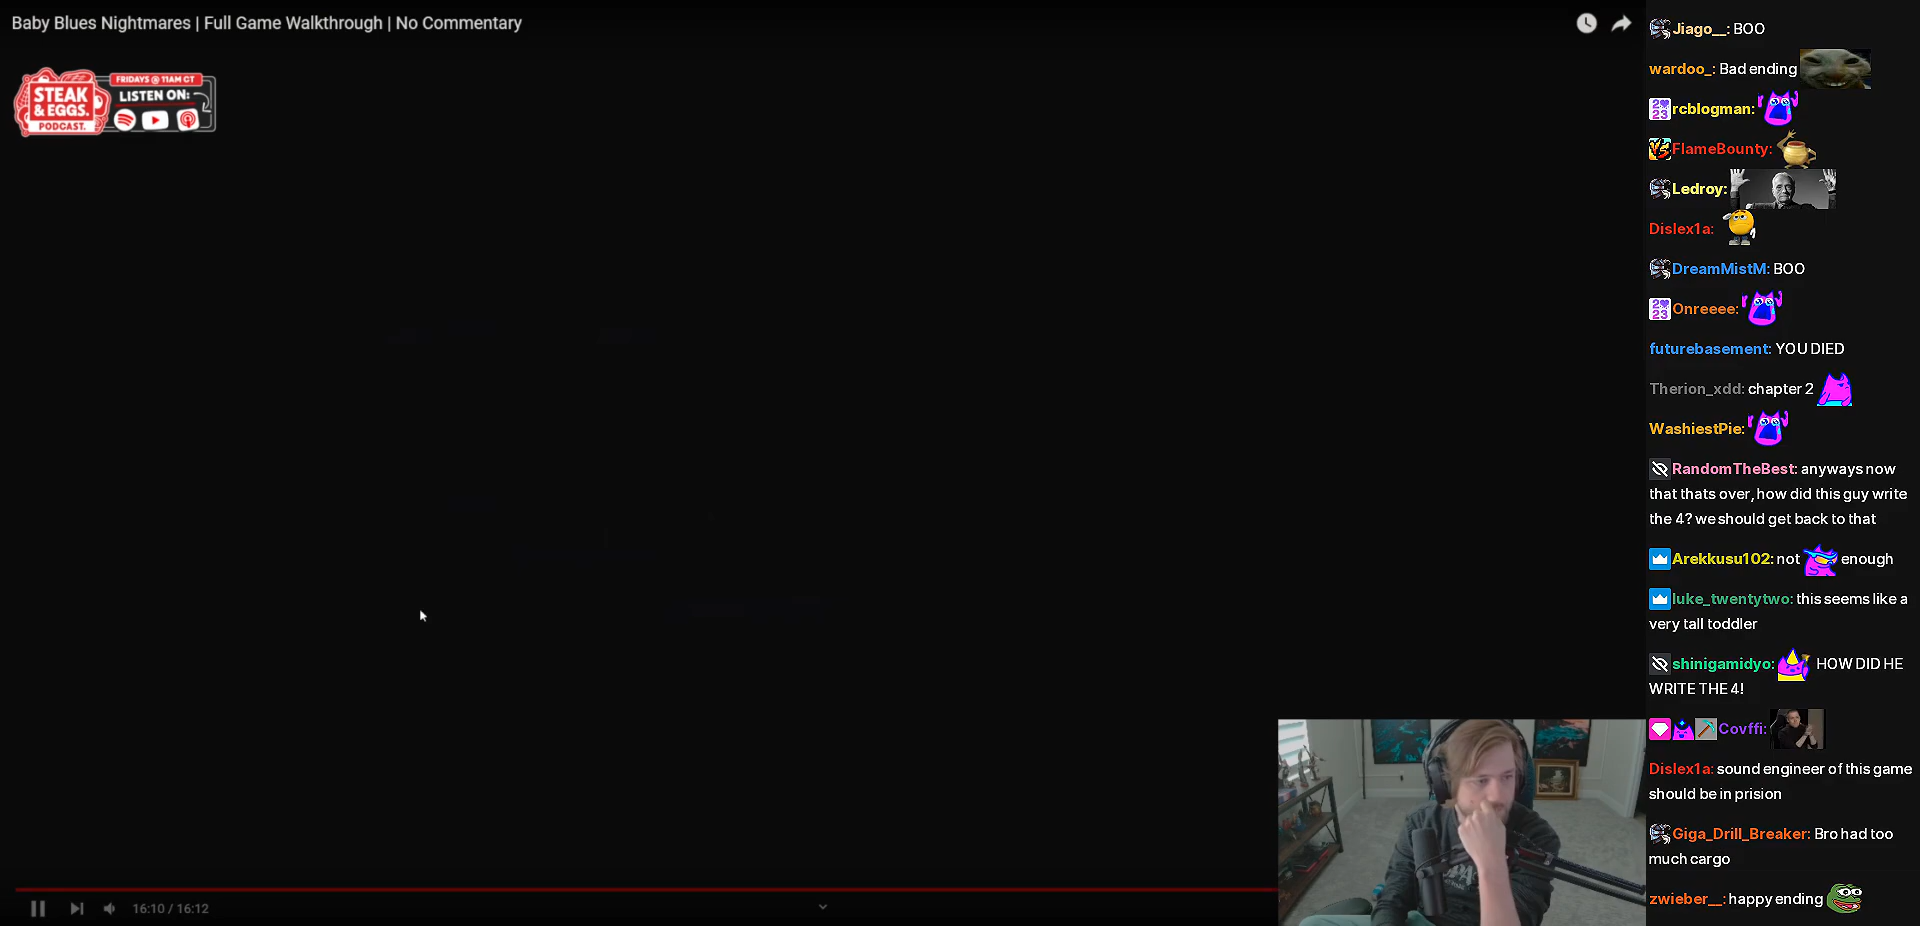 Baby Blues Nightmares | Full Game Walkthrough | No Commentary
FRIDAYS @ 11AM CT
STEAK
& EGGS.
PODCAST.
LISTEN ON:
16:10 / 16:12
Jiago__: BOO
wardoo_: Bad ending
rcblogman:
FlameBounty:
Ledroy:
Dislex1a:
DreamMistM: BOO
Onreeee:
futurebasement: YOU DIED
Therion_xdd: chapter 2
WashiestPie:
RandomTheBest: anyways now
that thats over, how did this guy write
the 4? we should get back to that
Arekkusu102: not enough
luke_twentytwo: this seems like a
very tall toddler
shinigamidyo: HOW DID HE
WRITE THE 4!
Covffi:
Dislex1a: sound engineer of this game
should be in prision
Giga_Drill_Breaker: Bro had too
much cargo
zwieber__: happy ending